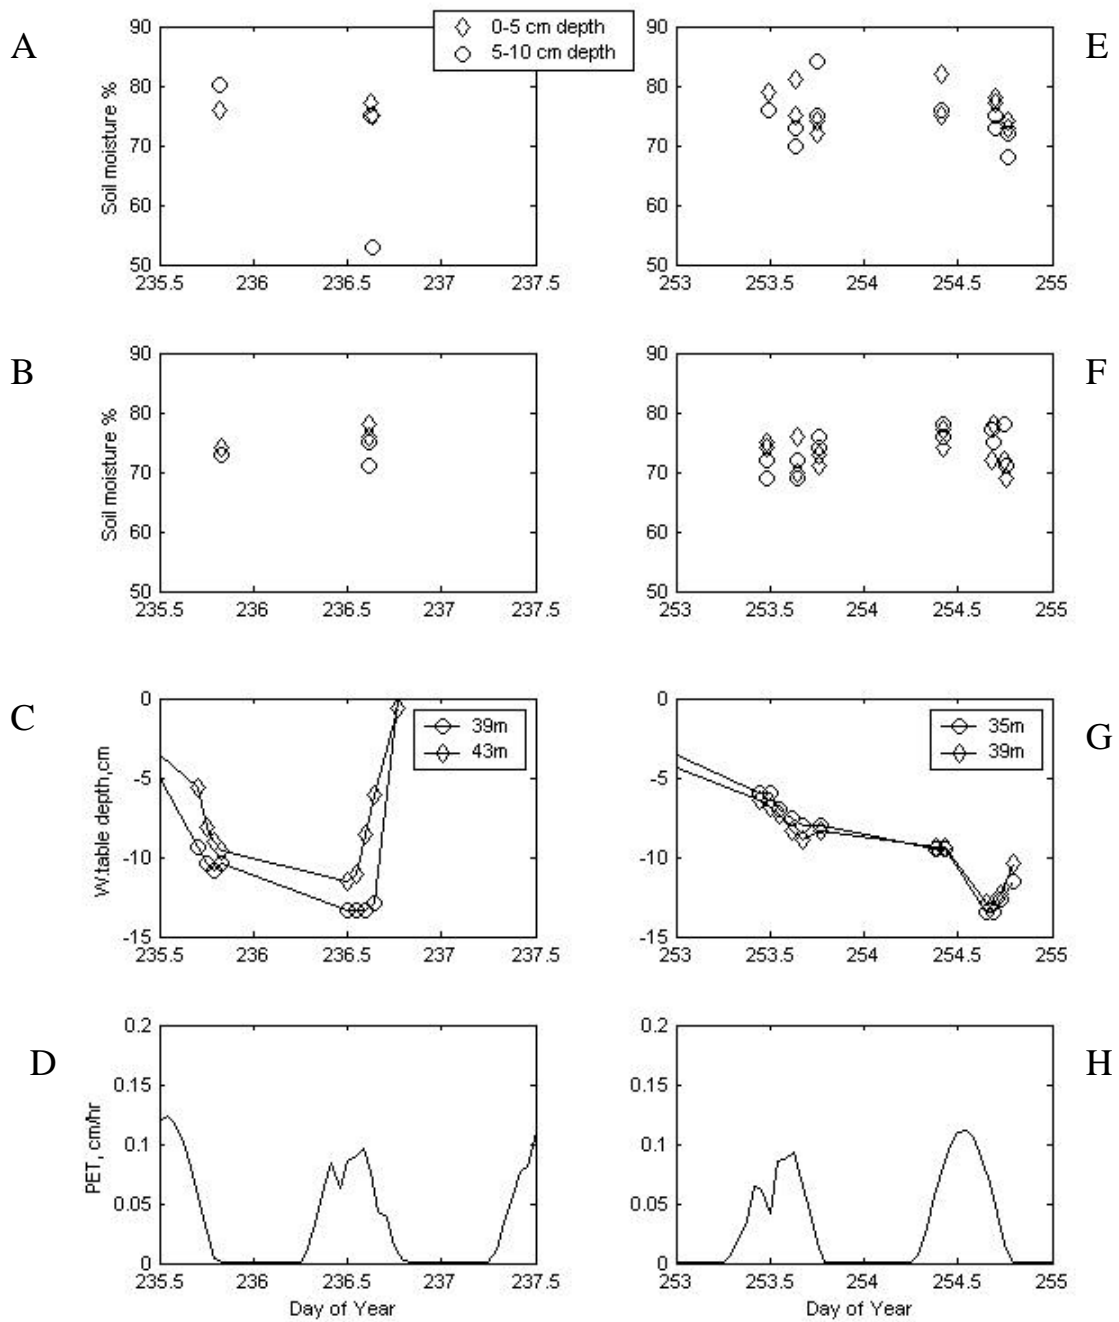 A
90
80
70
60
50
Soil moisture %
235.5 236 236.5 237 237.5
0-5 cm depth
5-10 cm depth
E
90
80
70
60
50
Soil moisture %
253 253.5 254 254.5 255
B
90
80
70
60
50
Soil moisture %
235.5 236 236.5 237 237.5
F
90
80
70
60
50
253 253.5 254 254.5 255
C
0
-5
-10
-15
W.table depth,cm
39m
43m
235.5 236 236.5 237 237.5
G
0
-5
-10
-15
35m
39m
253 253.5 254 254.5 255
D
0.2
0.15
0.1
0.05
0
PET, cm/hr
235.5 236 236.5 237 237.5
Day of Year
H
0.2
0.15
0.1
0.05
0
253 253.5 254 254.5 255
Day of Year